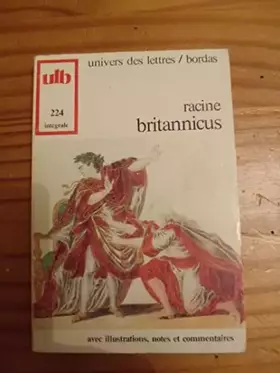 ulb
univers des lettres / bordas
224
intégrale
racine
britannicus
avec illustrations, notes et commentaires